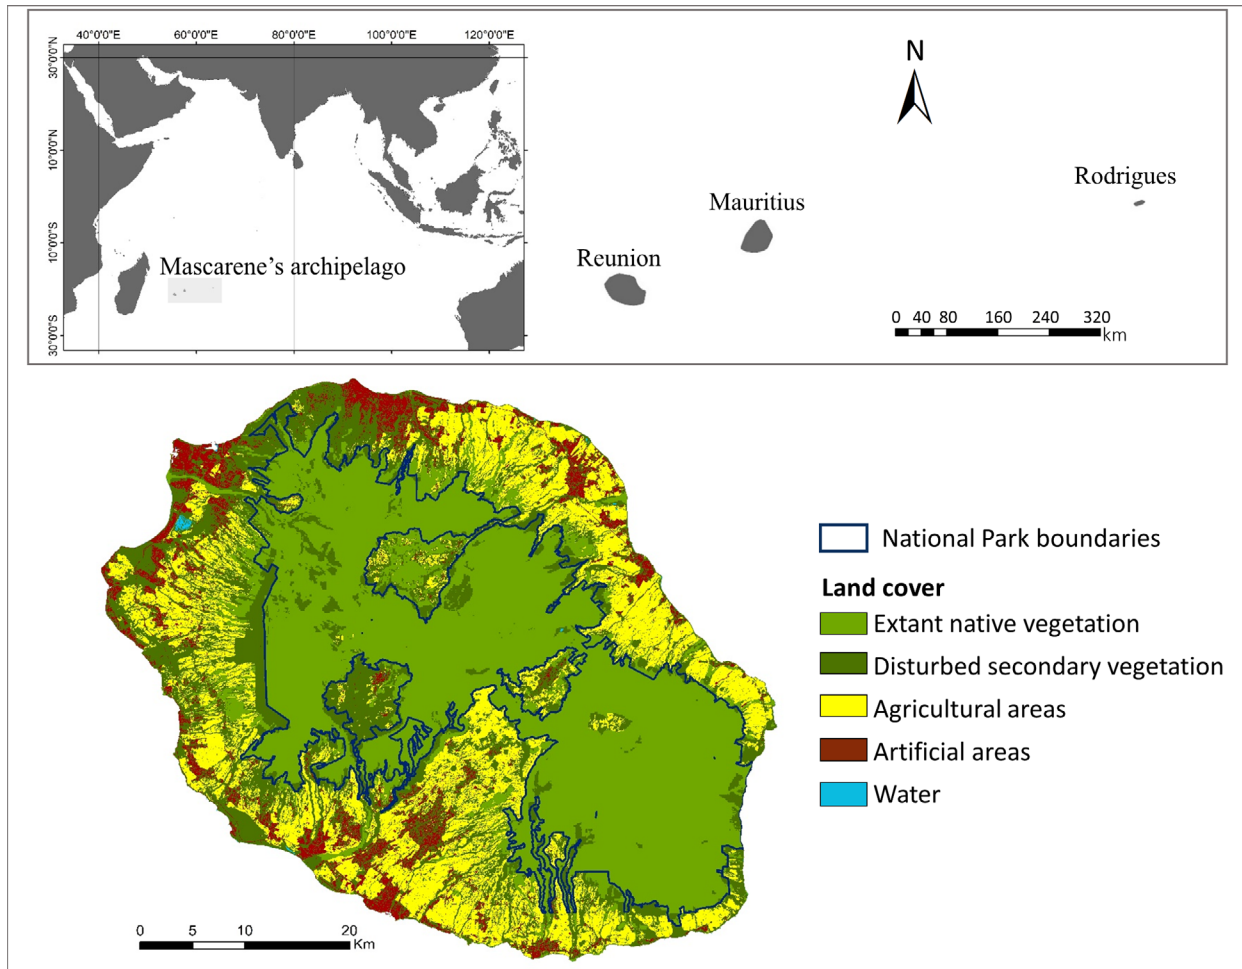 40°0'0"E 60°0'0"E 80°0'0"E 100°0'0"E 120°0'0"E
30°0'0"N
10°0'0"N
10°0'0"S
30°0'0"S
Mascarene's archipelago
N
Rodrigues
Mauritius
Reunion
0 40 80 160 240 320
km
National Park boundaries
Land cover
Extant native vegetation
Disturbed secondary vegetation
Agricultural areas
Artificial areas
Water
0 5 10 20
Km